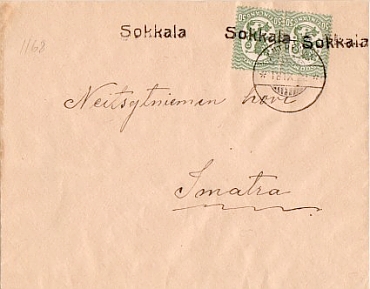 1168
Sokkala Sokkala Sokkala
Neitsytniemen hovi
Imatra